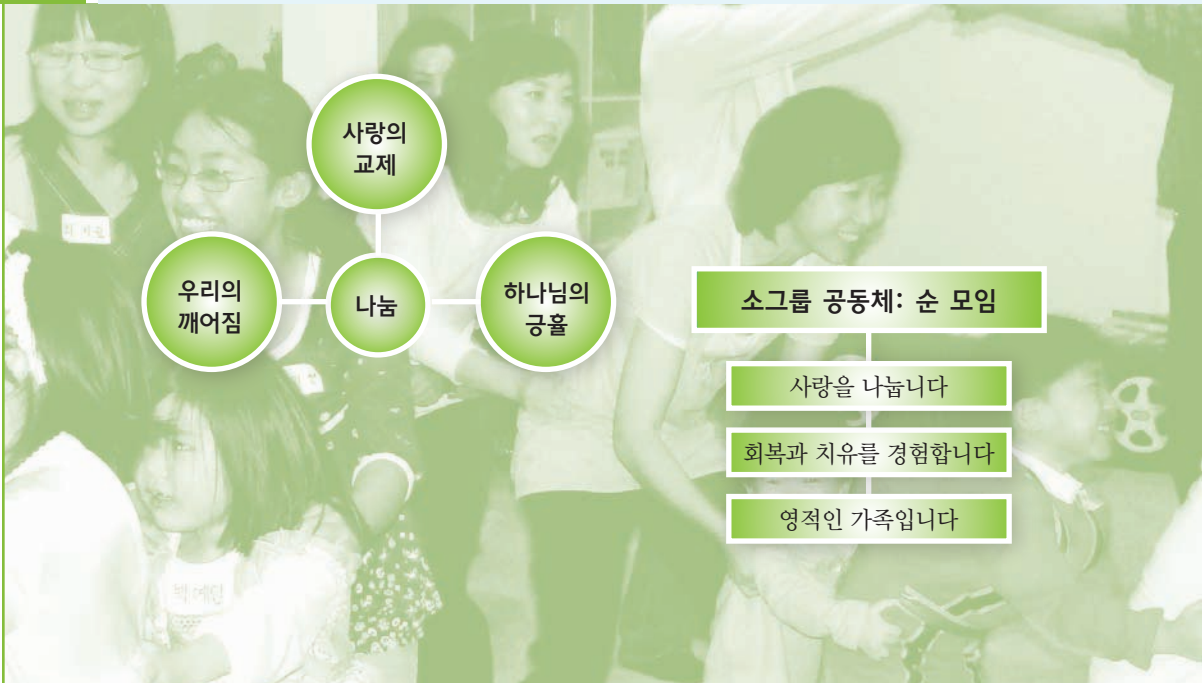 사랑의
교제
우리의
깨어짐
나눔
하나님의
긍휼
소그룹 공동체: 순 모임
사랑을 나눕니다
회복과 치유를 경험합니다
영적인 가족입니다